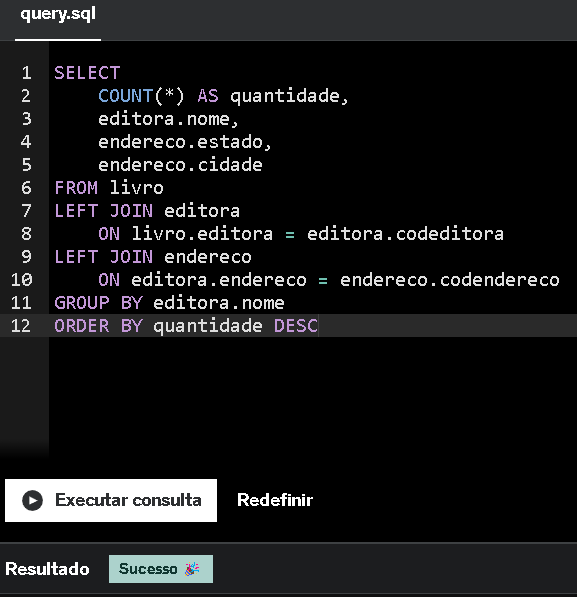 query.sql
1 SELECT
2 COUNT(*) AS quantidade,
3 editora.nome,
4 endereco.estado,
5 endereco.cidade
6 FROM livro
7 LEFT JOIN editora
8 ON livro.editora = editora.codeditora
9 LEFT JOIN endereco
10 ON editora.endereco = endereco.codendereco
11 GROUP BY editora.nome
12 ORDER BY quantidade DESC
Executar consulta Redefinir
Resultado Sucesso 🎉